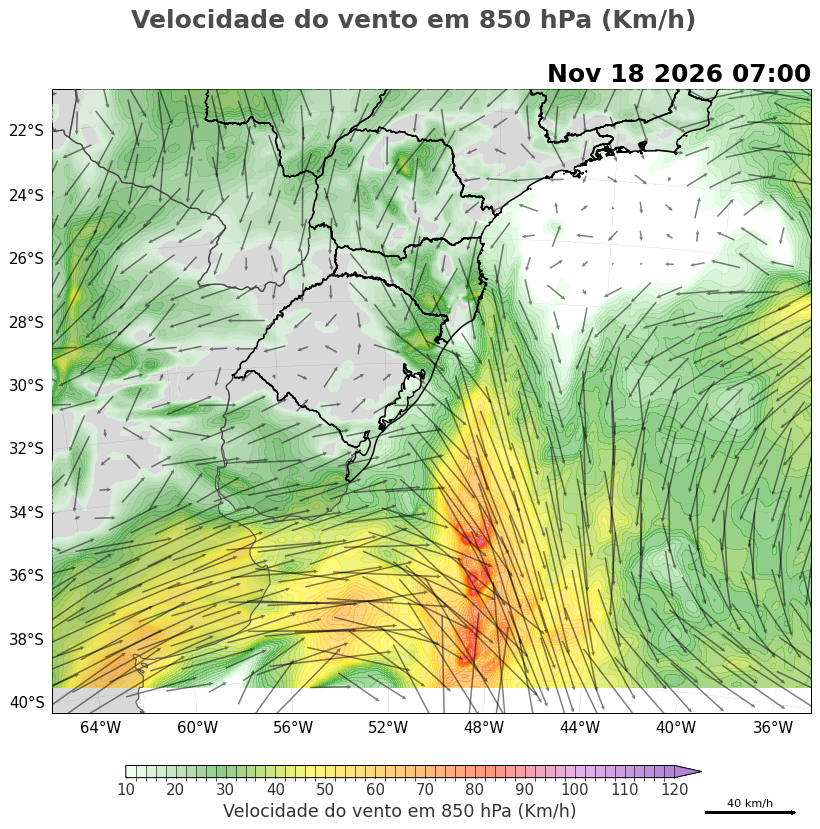 Velocidade do vento em 850 hPa (Km/h)
Nov 18 2026 07:00
22°S
24°S
26°S
28°S
30°S
32°S
34°S
36°S
38°S
40°S
64°W 60°W 56°W 52°W 48°W 44°W 40°W 36°W
10 20 30 40 50 60 70 80 90 100 110 120
Velocidade do vento em 850 hPa (Km/h)
40 km/h